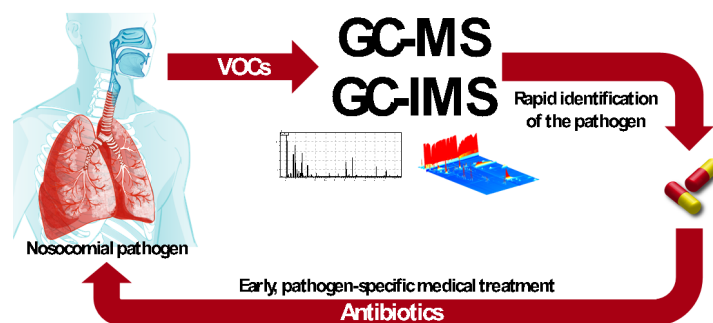 VOCs
GC-MS
GC-IMS
Rapid identification
of the pathogen
Nosocomial pathogen
Early, pathogen-specific medical treatment
Antibiotics